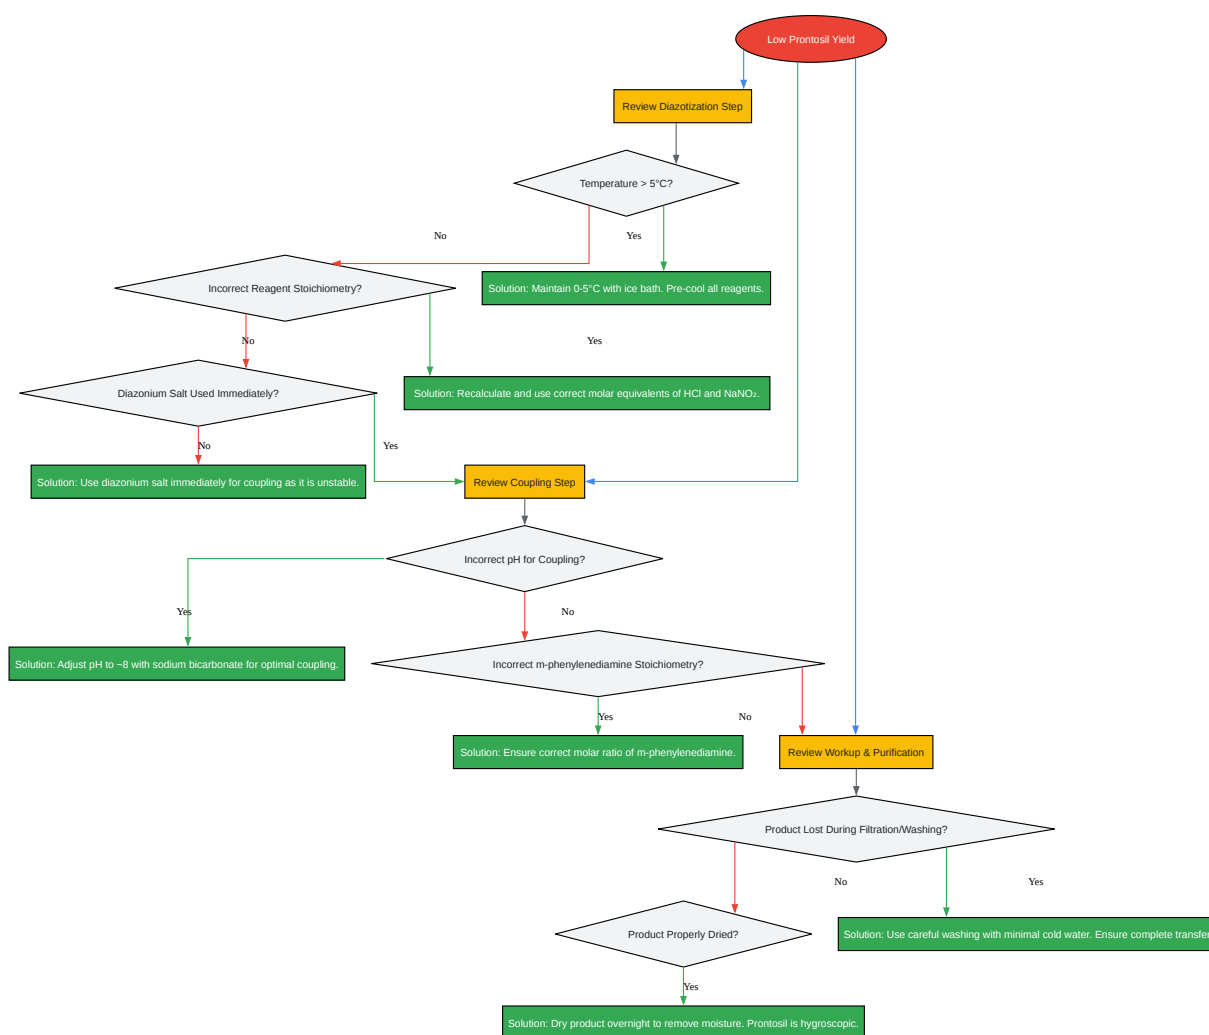 Low Prontosil Yield
Review Diazotization Step
Temperature > 5°C?
No
Yes
Incorrect Reagent Stoichiometry?
Solution: Maintain 0-5°C with ice bath. Pre-cool all reagents.
No
Yes
Diazonium Salt Used Immediately?
Solution: Recalculate and use correct molar equivalents of HCl and NaNO₂.
No
Yes
Solution: Use diazonium salt immediately for coupling as it is unstable.
Review Coupling Step
Incorrect pH for Coupling?
Yes
No
Solution: Adjust pH to ~8 with sodium bicarbonate for optimal coupling.
Incorrect m-phenylenediamine Stoichiometry?
Yes
No
Solution: Ensure correct molar ratio of m-phenylenediamine.
Review Workup & Purification
Product Lost During Filtration/Washing?
No
Yes
Product Properly Dried?
Solution: Use careful washing with minimal cold water. Ensure complete transfer
Yes
Solution: Dry product overnight to remove moisture. Prontosil is hygroscopic.